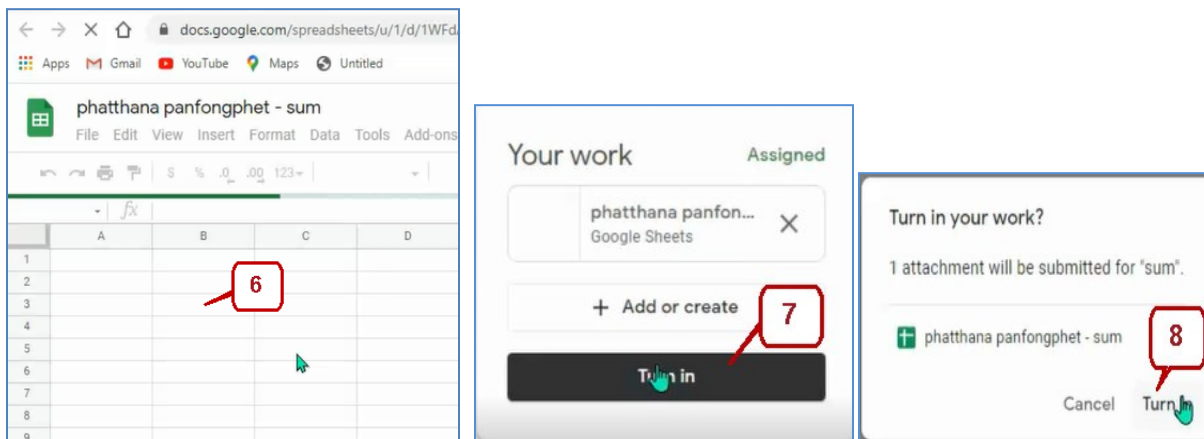 docs.google.com/spreadsheets/u/1/d/1WFd
Apps Gmail YouTube Maps Untitled
phatthana panfongphet - sum
File Edit View Insert Format Data Tools Add-ons
$ % .0 .00 123
fx
A B C D
1
2
3
4
5
6
7
8
9
6
Your work Assigned
phatthana panfon...
Google Sheets
+ Add or create
7
Turn in
Turn in your work?
1 attachment will be submitted for "sum".
phatthana panfongphet - sum
8
Cancel Turn in